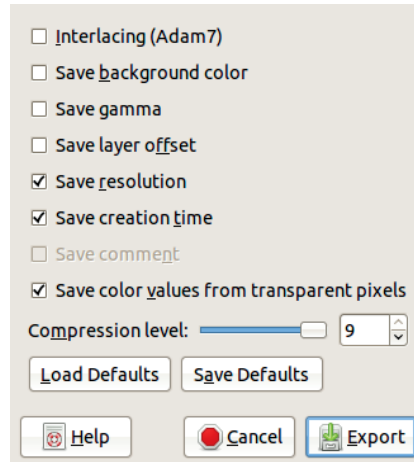 Interlacing (Adam7)
Save background color
Save gamma
Save layer offset
Save resolution
Save creation time
Save comment
Save color values from transparent pixels
Compression level: 9
Load Defaults Save Defaults
Help Cancel Export